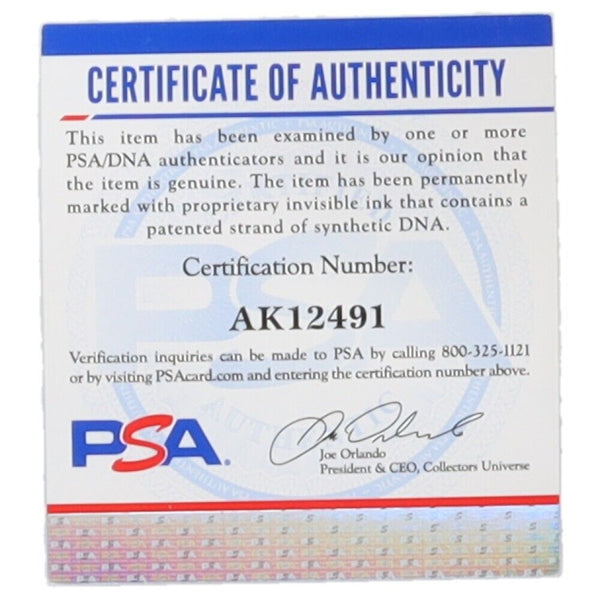 CERTIFICATE OF AUTHENTICITY
This item has been examined by one or more
PSA/DNA authenticators and it is our opinion that
the item is genuine. The item has been permanently
marked with proprietary invisible ink that contains a
patented strand of synthetic DNA.
Certification Number:
AK12491
Verification inquiries can be made to PSA by calling 800-325-1121
or by visiting PSAcard.com and entering the certification number above.
PSA.
Joe Orlando
President & CEO, Collectors Universe